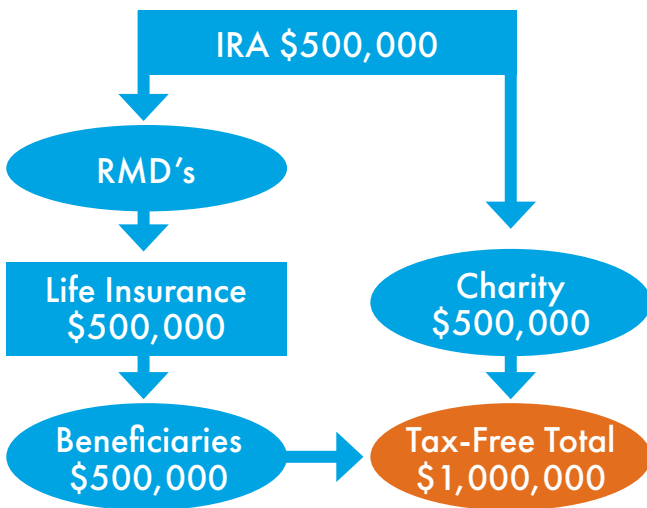 IRA $500,000
RMD's
Life Insurance
$500,000
Charity
$500,000
Beneficiaries
$500,000
Tax-Free Total
$1,000,000